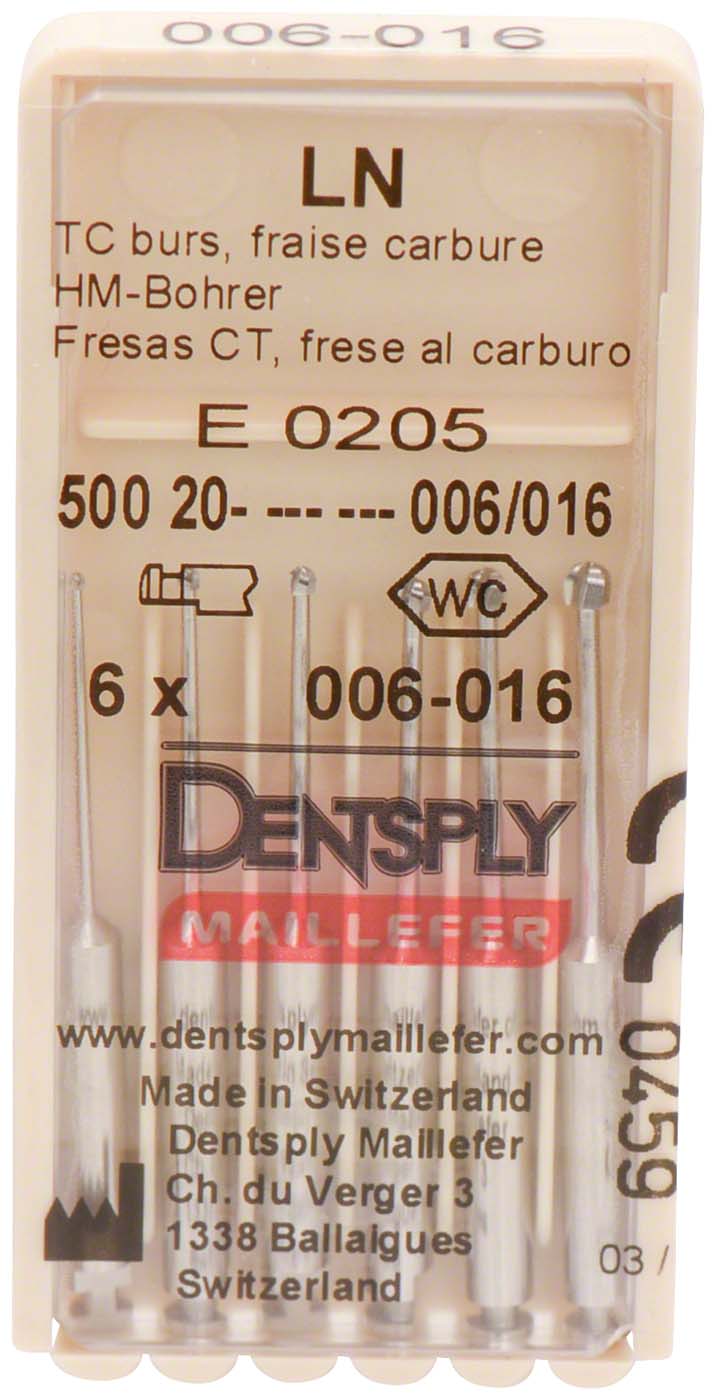 006-016
LN
TC burs, fraise carbure
HM-Bohrer
Fresas CT, frese al carburo
E 0205
500 20- --- --- 006/016
WC
6 x 006-016
DENTSPLY
MAILLEFER
www.dentsplymaillefer.com
Made in Switzerland
Dentsply Maillefer
Ch. du Verger 3
1338 Ballaigues
Switzerland
CE
0459
03 /